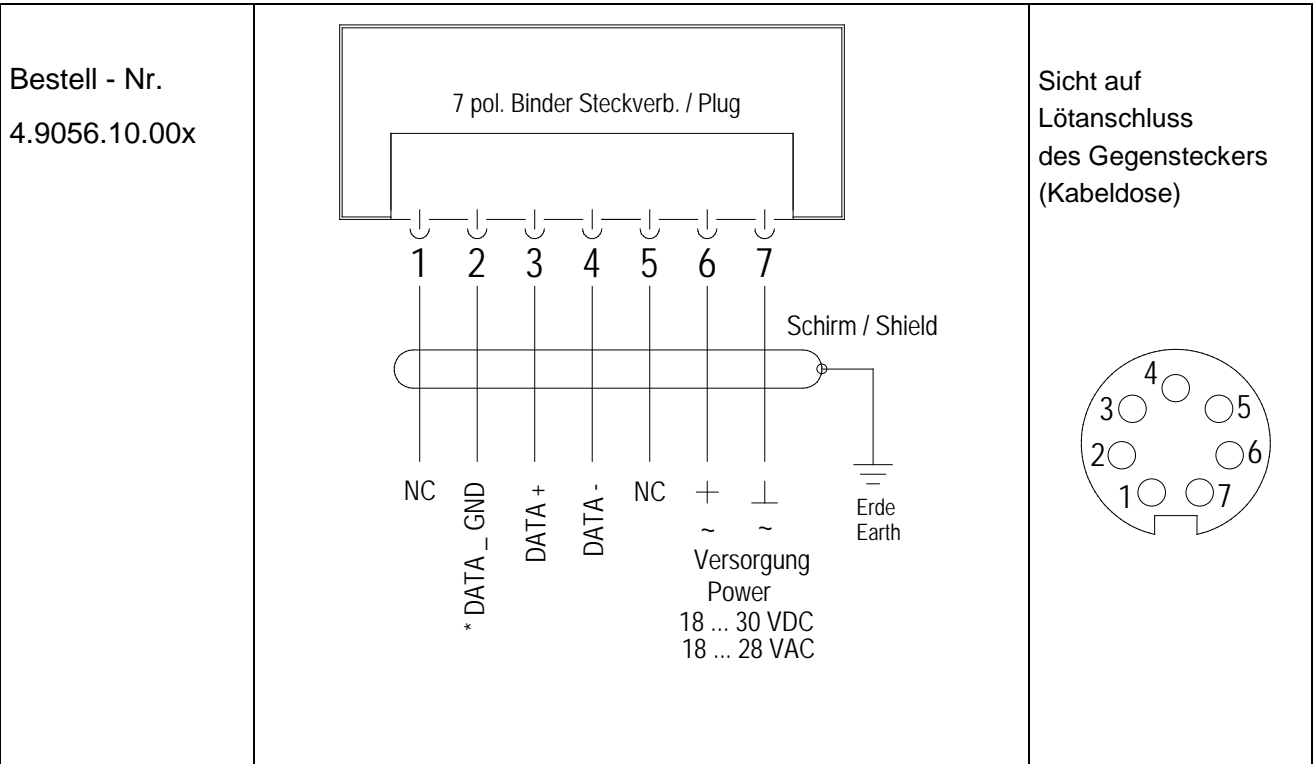 Bestell - Nr.
4.9056.10.00x
7 pol. Binder Steckverb. / Plug
1 2 3 4 5 6 7
Schirm / Shield
NC
* DATA _ GND
DATA +
DATA -
NC
+
⊥
~ ~
Versorgung
Power
18 ... 30 VDC
18 ... 28 VAC
Erde
Earth
Sicht auf
Lötanschluss
des Gegensteckers
(Kabeldose)
4
3 5
2 6
1 7